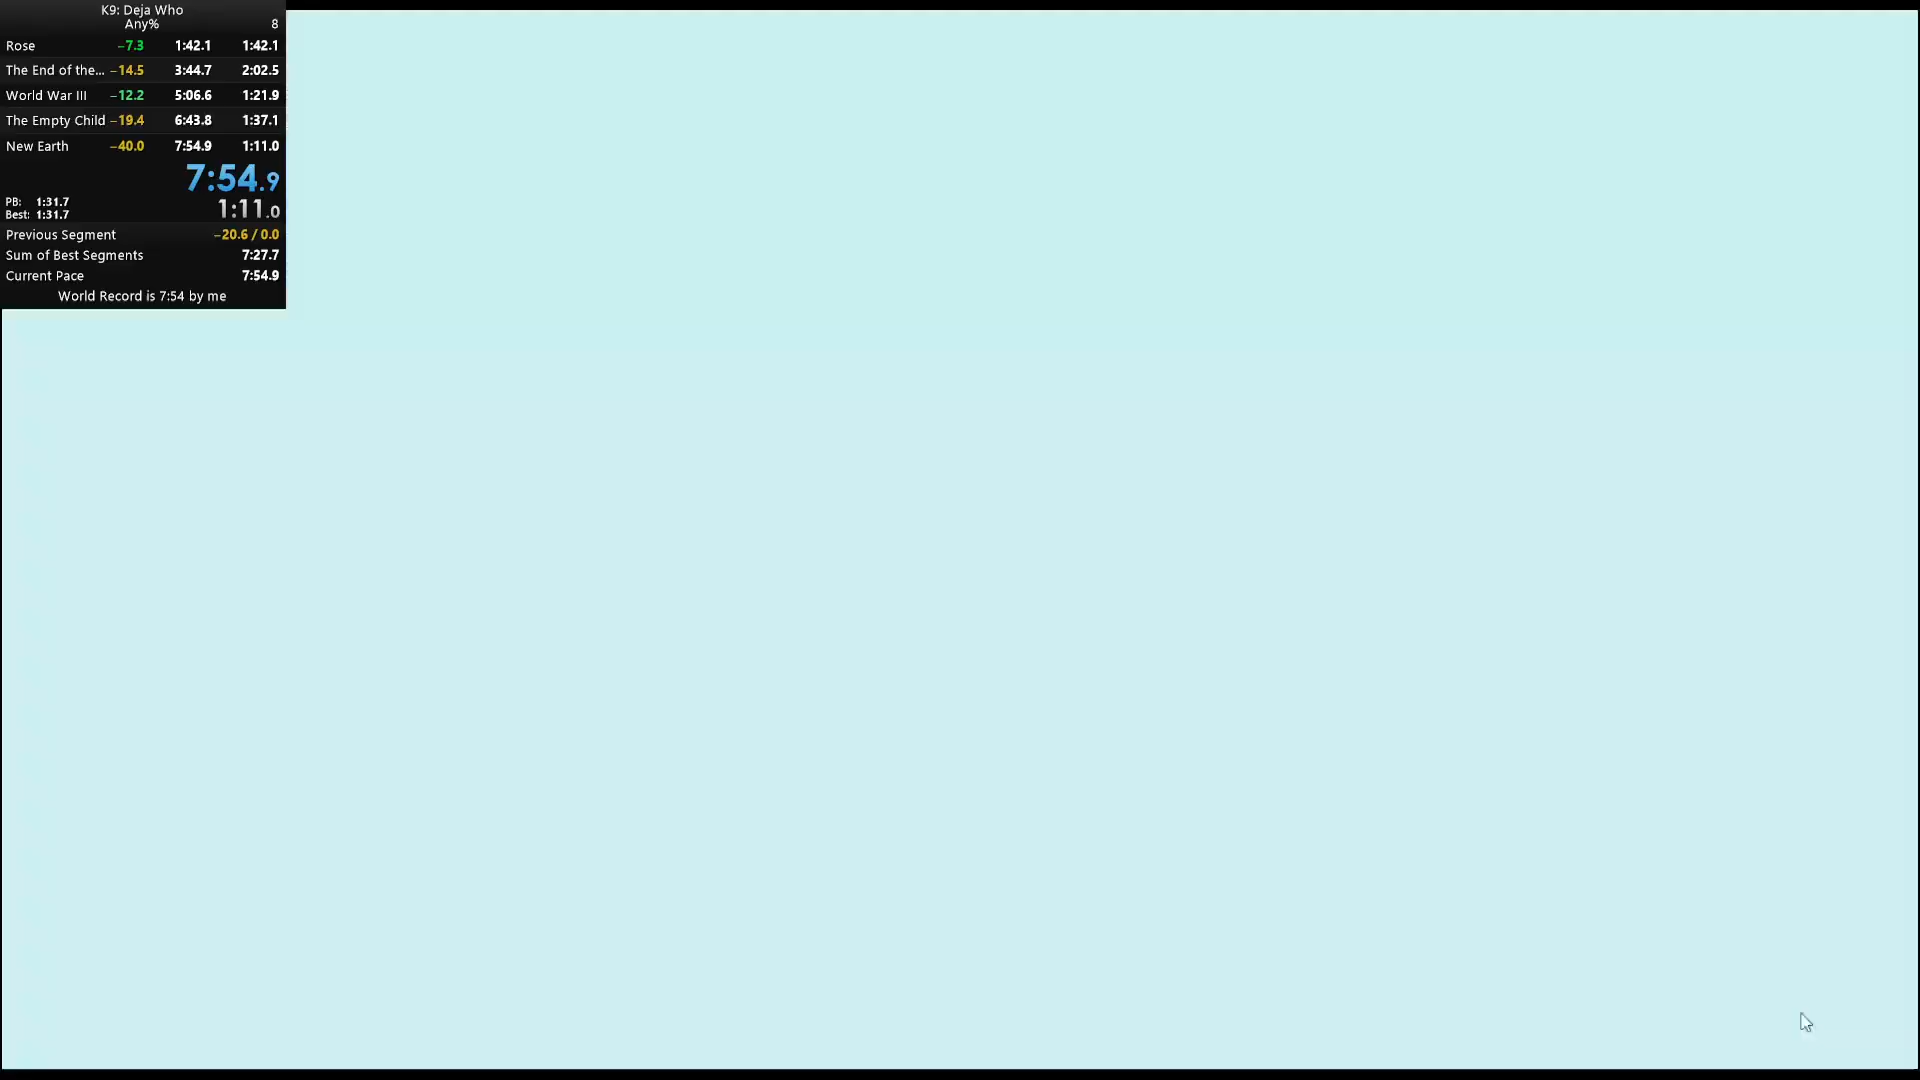 K9: Deja Who
Any% 8
Rose −7.3 1:42.1 1:42.1
The End of the... −14.5 3:44.7 2:02.5
World War III −12.2 5:06.6 1:21.9
The Empty Child −19.4 6:43.8 1:37.1
New Earth −40.0 7:54.9 1:11.0
7:54.9
PB: 1:31.7
Best: 1:31.7
1:11.0
Previous Segment −20.6 / 0.0
Sum of Best Segments 7:27.7
Current Pace 7:54.9
World Record is 7:54 by me